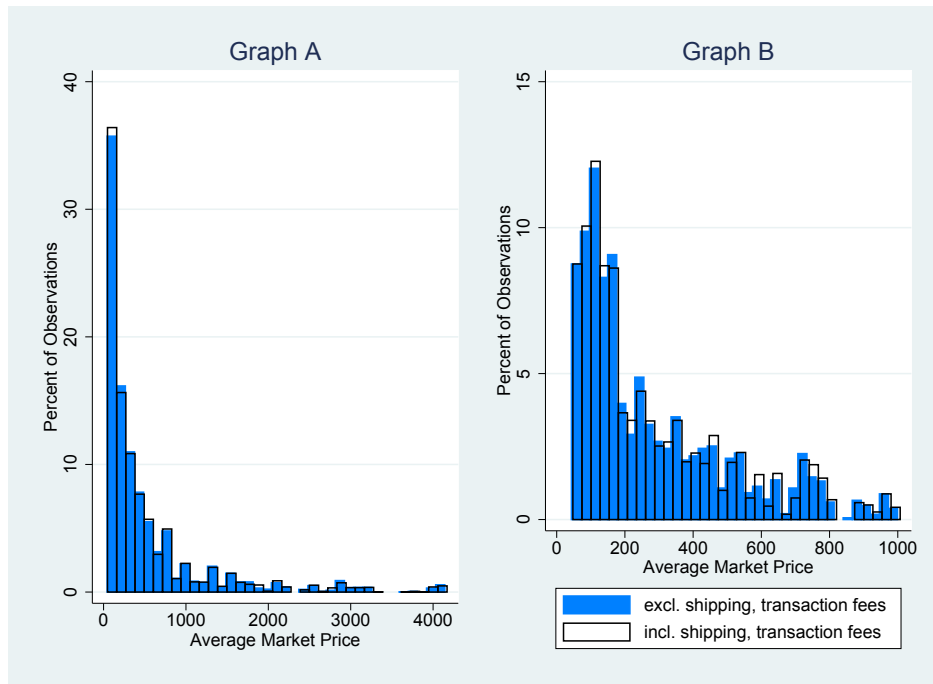 Graph A
40
30
20
10
0
Percent of Observations
0 1000 2000 3000 4000
Average Market Price
Graph B
15
10
5
0
Percent of Observations
0 200 400 600 800 1000
Average Market Price
excl. shipping, transaction fees
incl. shipping, transaction fees